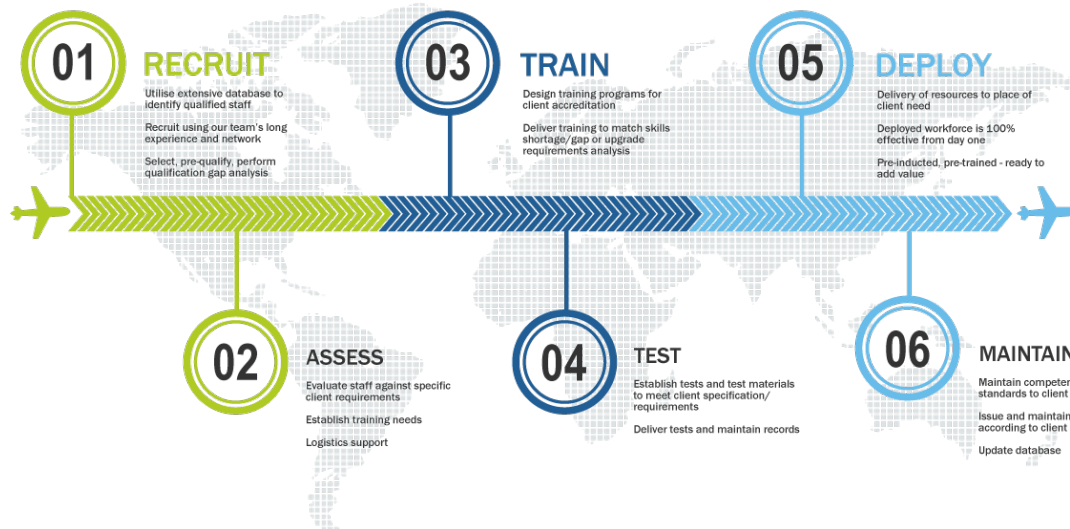 01
RECRUIT
Utilise extensive database to
identify qualified staff
Recruit using our team's long
experience and network
Select, pre-qualify, perform
qualification gap analysis
03
TRAIN
Design training programs for
client accreditation
Deliver training to match skills
shortage/gap or upgrade
requirements analysis
05
DEPLOY
Delivery of resources to place of
client need
Deployed workforce is 100%
effective from day one
Pre-inducted, pre-trained - ready to
add value
02
ASSESS
Evaluate staff against specific
client requirements
Establish training needs
Logistics support
04
TEST
Establish tests and test materials
to meet client specification/
requirements
Deliver tests and maintain records
06
MAINTAIN
Maintain
standards to client
Issue and maintain
according to client
Update database